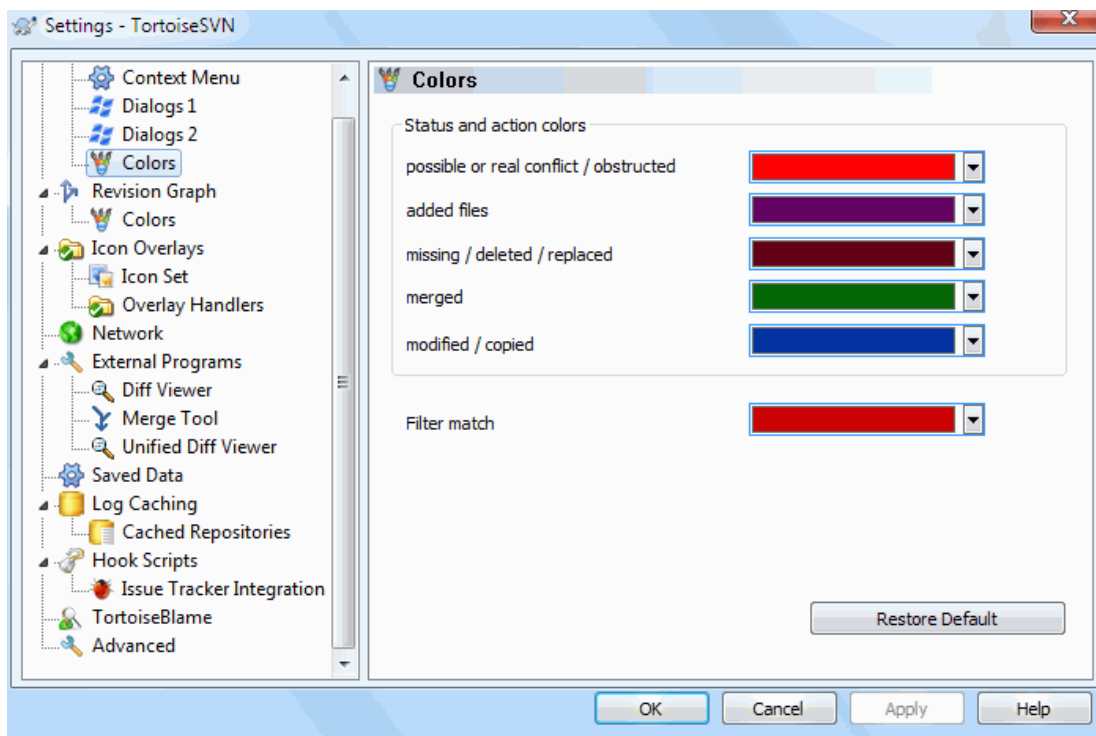 Settings - TortoiseSVN
X
Context Menu
Dialogs 1
Dialogs 2
Colors
Revision Graph
Colors
Icon Overlays
Icon Set
Overlay Handlers
Network
External Programs
Diff Viewer
Merge Tool
Unified Diff Viewer
Saved Data
Log Caching
Cached Repositories
Hook Scripts
Issue Tracker Integration
TortoiseBlame
Advanced
Colors
Status and action colors
possible or real conflict / obstructed
added files
missing / deleted / replaced
merged
modified / copied
Filter match
Restore Default
OK
Cancel
Apply
Help